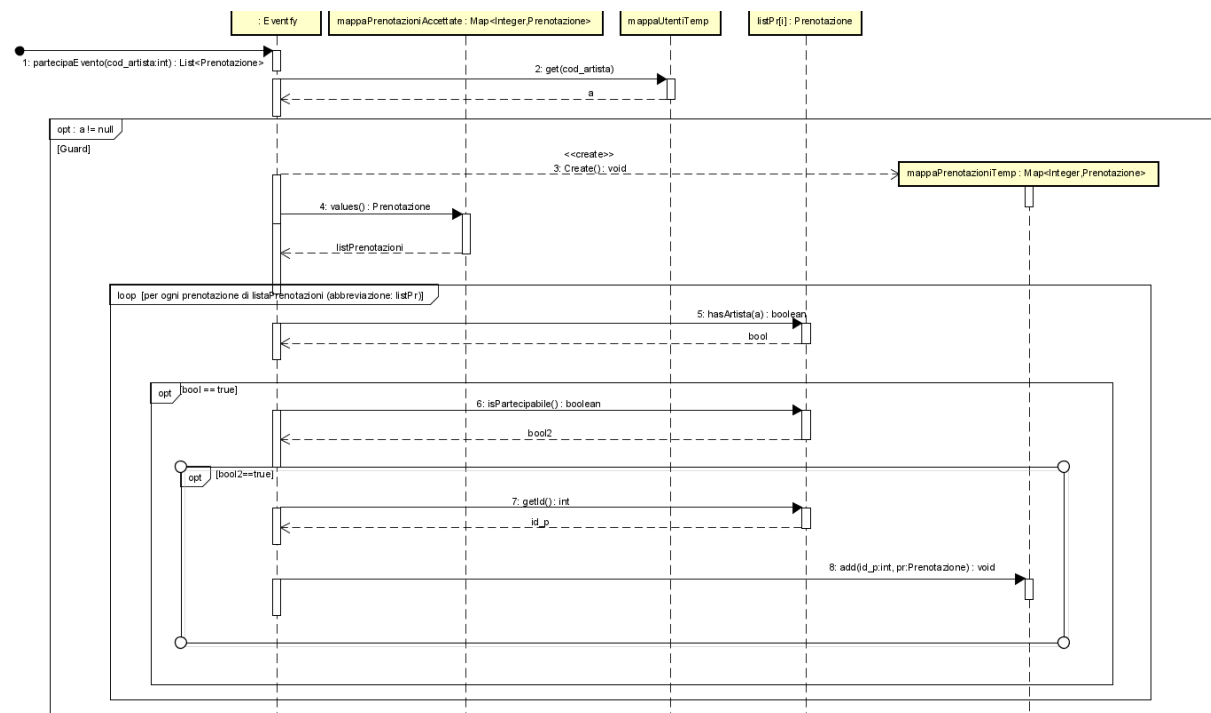 : Eventfy
mappaPrenotazioniAccettate : Map<Integer,Prenotazione>
mappaUtentiTemp
listPr[i] : Prenotazione
1: partecipaEvento(cod_artista:int) : List<Prenotazione>
2: get(cod_artista)
a
opt : a != null
[Guard]
<<create>>
3: Create() : void
mappaPrenotazioniTemp : Map<Integer,Prenotazione>
4: values() : Prenotazione
listPrenotazioni
loop [per ogni prenotazione di listaPrenotazioni (abbreviazione: listPr)]
5: hasArtista(a) : boolean
bool
opt [bool == true]
6: isPartecipabile() : boolean
bool2
opt [bool2==true]
7: getId() : int
id_p
8: add(id_p:int, pr:Prenotazione) : void